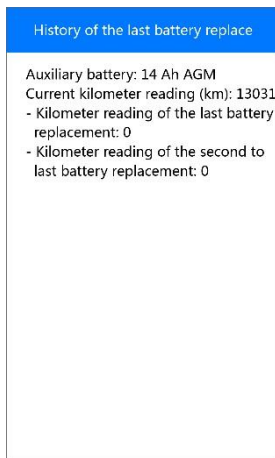 History of the last battery replace
Auxiliary battery: 14 Ah AGM
Current kilometer reading (km): 13031
- Kilometer reading of the last battery
replacement: 0
- Kilometer reading of the second to
last battery replacement: 0